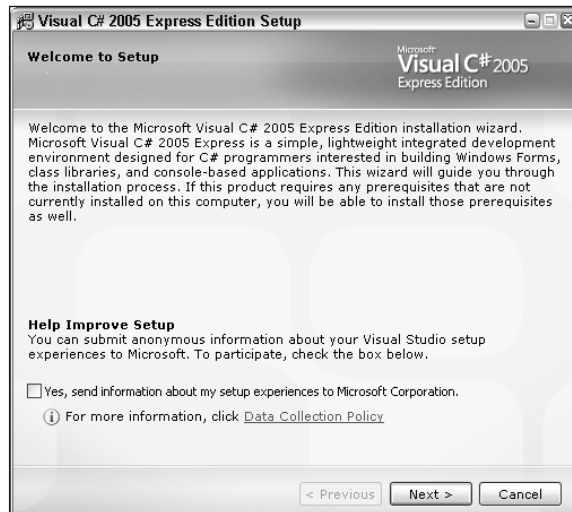 Visual C# 2005 Express Edition Setup
Welcome to Setup
Microsoft
Visual C# 2005
Express Edition
Welcome to the Microsoft Visual C# 2005 Express Edition installation wizard.
Microsoft Visual C# 2005 Express is a simple, lightweight integrated development
environment designed for C# programmers interested in building Windows Forms,
class libraries, and console-based applications. This wizard will guide you through
the installation process. If this product requires any prerequisites that are not
currently installed on this computer, you will be able to install those prerequisites
as well.
Help Improve Setup
You can submit anonymous information about your Visual Studio setup
experiences to Microsoft. To participate, check the box below.
Yes, send information about my setup experiences to Microsoft Corporation.
For more information, click Data Collection Policy
< Previous Next > Cancel